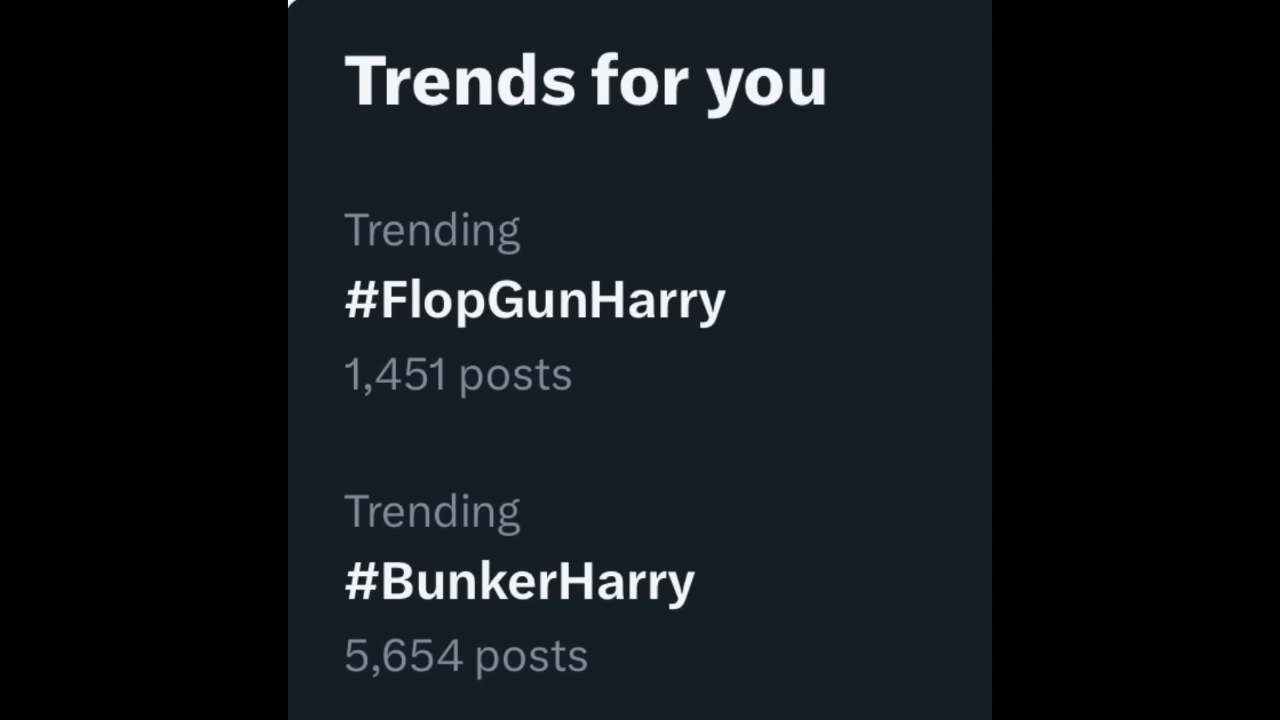 Trends for you
Trending
#FlopGunHarry
1,451 posts
Trending
#BunkerHarry
5,654 posts